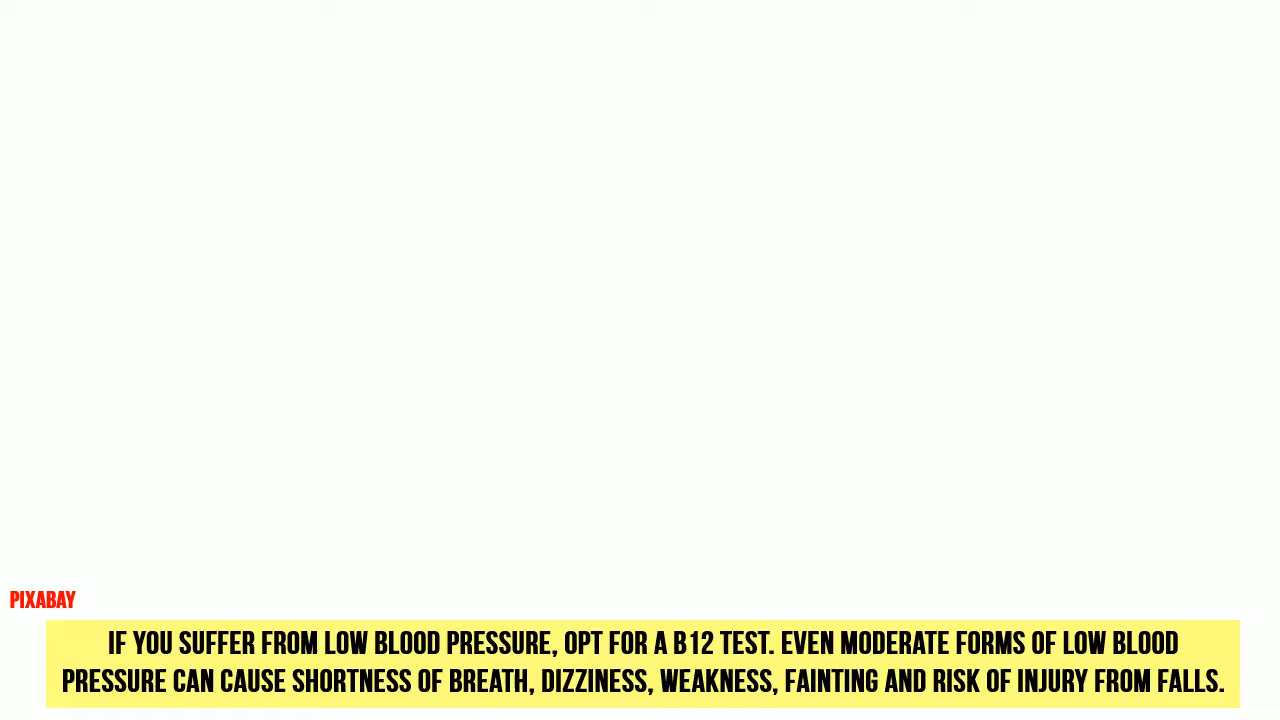 PIXABAY
IF YOU SUFFER FROM LOW BLOOD PRESSURE, OPT FOR A B12 TEST. EVEN MODERATE FORMS OF LOW BLOOD
PRESSURE CAN CAUSE SHORTNESS OF BREATH, DIZZINESS, WEAKNESS, FAINTING AND RISK OF INJURY FROM FALLS.